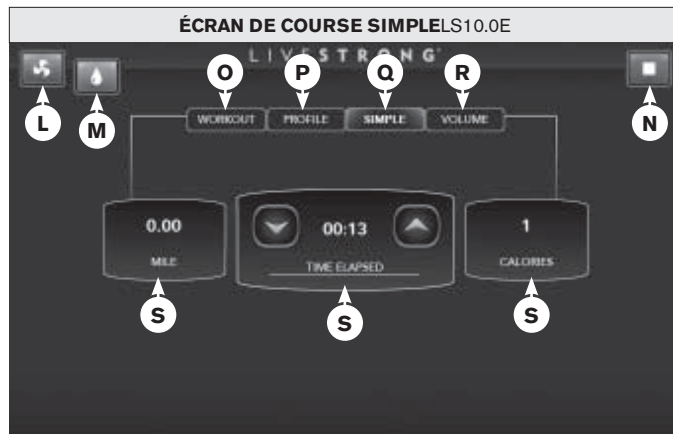 ÉCRAN DE COURSE SIMPLELS10.0E
LIVESTRONG
O P Q R
L M N
WORKOUT PROFILE SIMPLE VOLUME
0.00 00:13 1
MILE TIME ELAPSED CALORIES
S S S